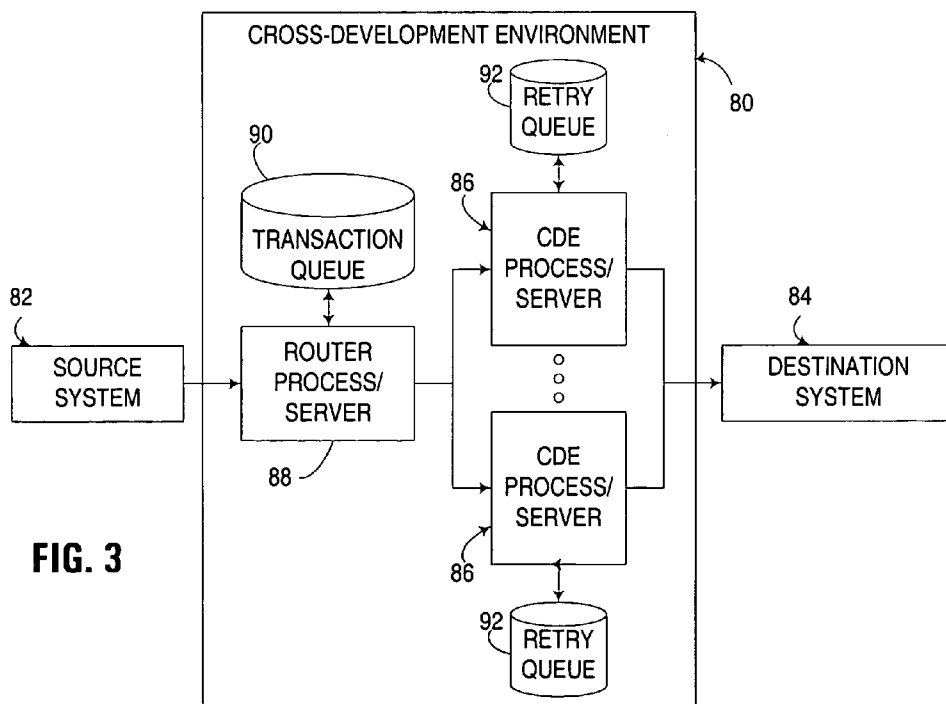 CROSS-DEVELOPMENT ENVIRONMENT
80
92
RETRY
QUEUE
90
TRANSACTION
QUEUE
86
CDE
PROCESS/
SERVER
82
SOURCE
SYSTEM
ROUTER
PROCESS/
SERVER
88
84
DESTINATION
SYSTEM
CDE
PROCESS/
SERVER
86
FIG. 3
92
RETRY
QUEUE